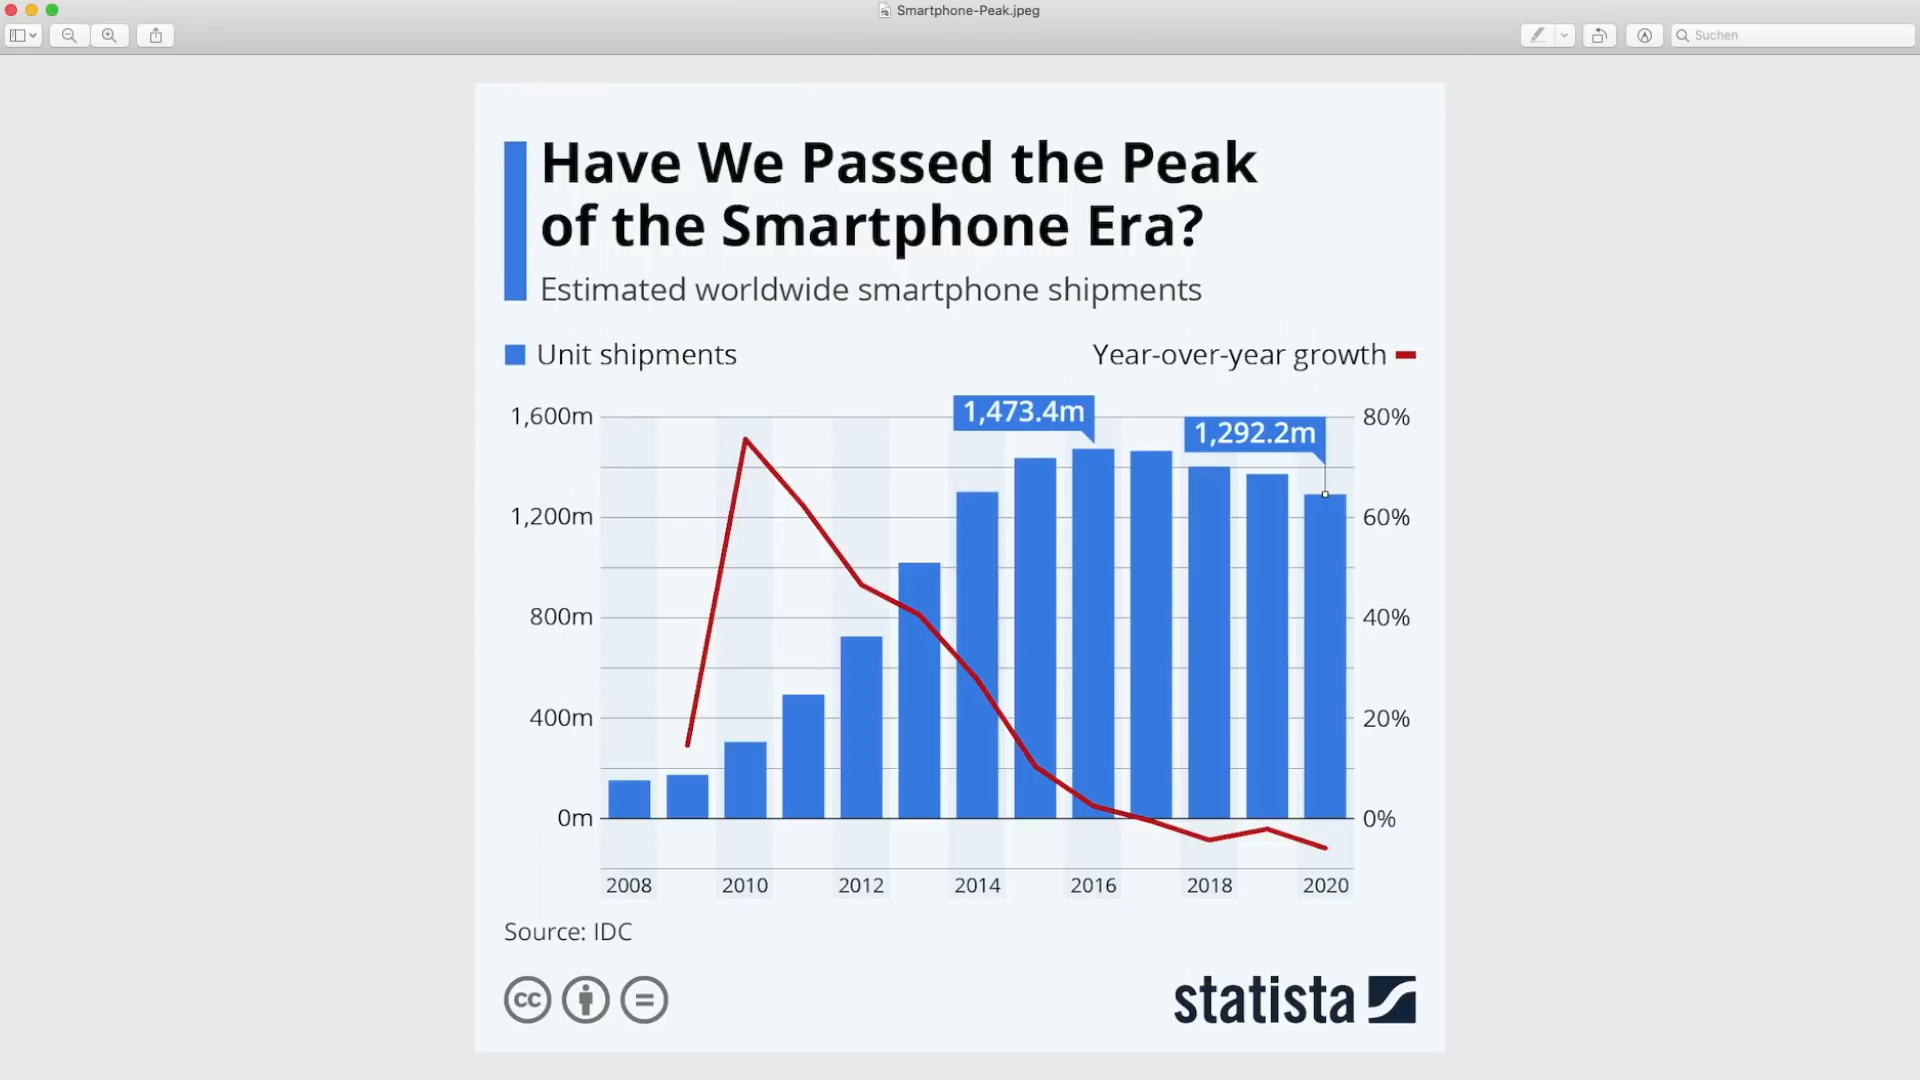 Smartphone-Peak.jpeg
Suchen
Have We Passed the Peak
of the Smartphone Era?
Estimated worldwide smartphone shipments
Unit shipments
Year-over-year growth
1,473.4m
1,292.2m
1,600m
80%
1,200m
60%
800m
40%
400m
20%
0m
0%
2008 2010 2012 2014 2016 2018 2020
Source: IDC
cc
statista